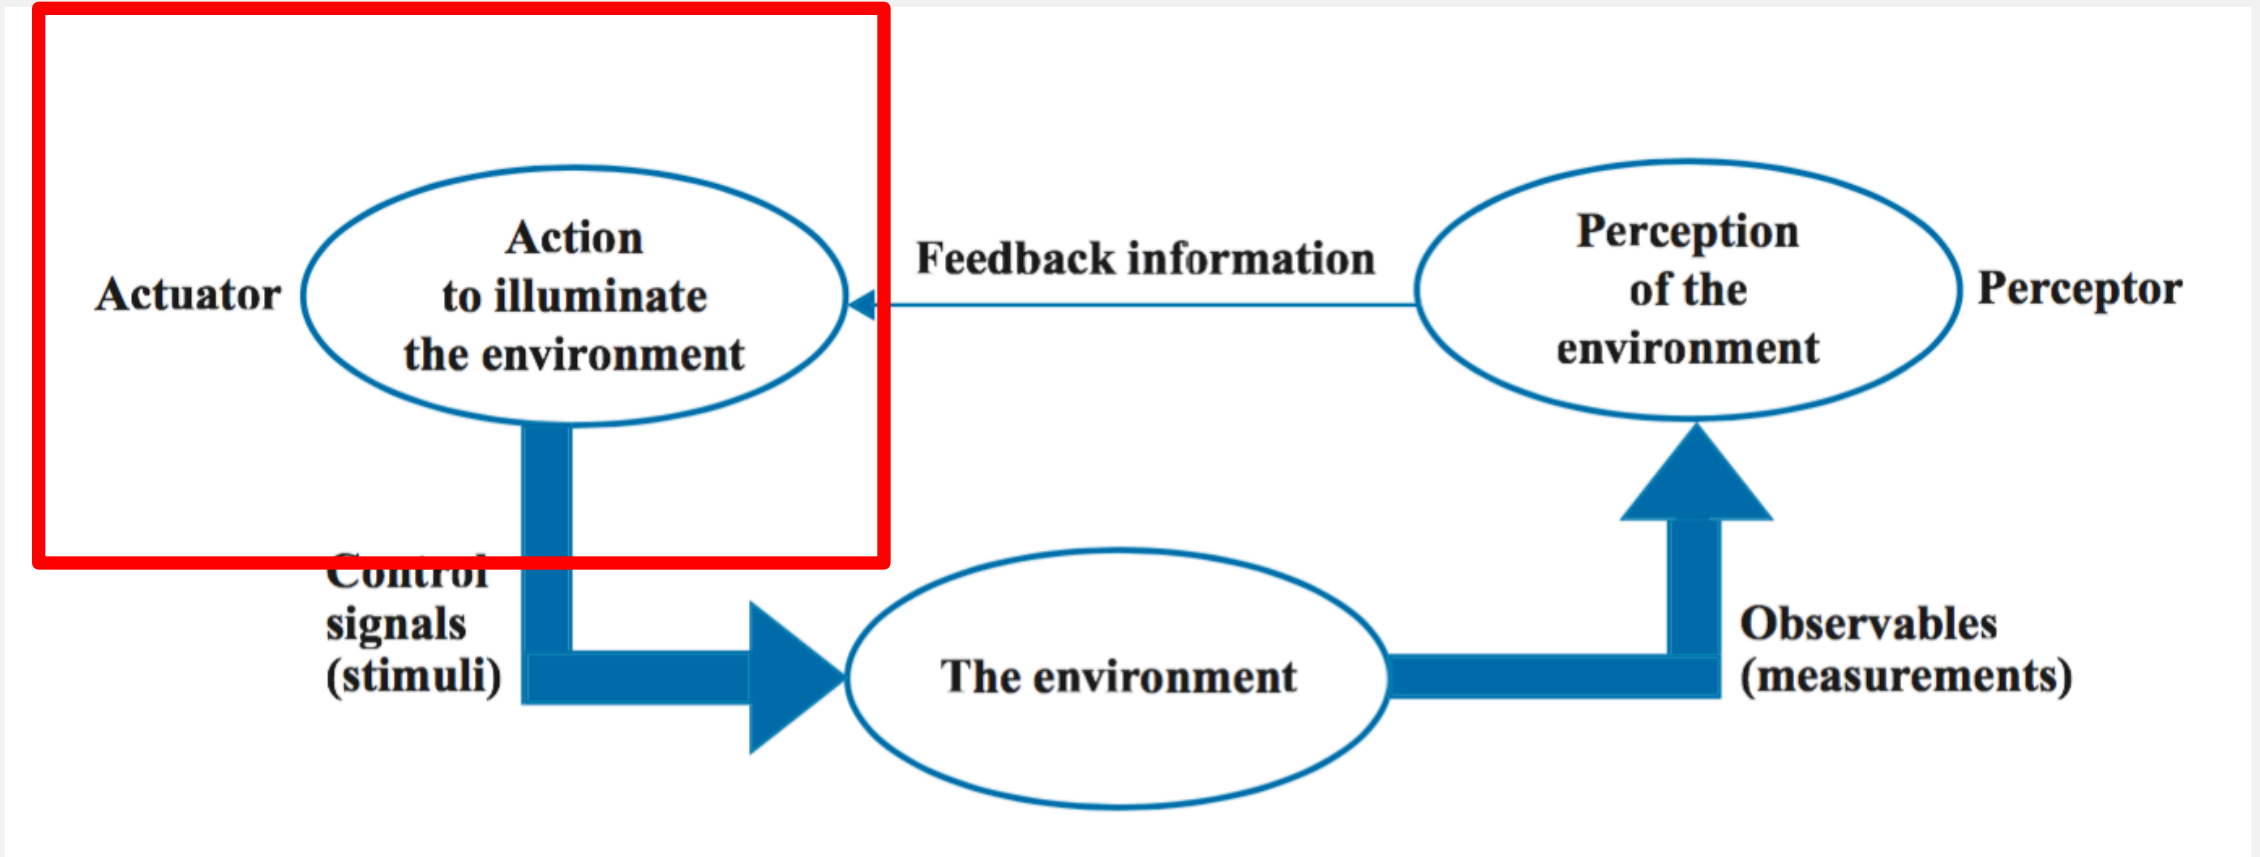 Actuator
Action
to illuminate
the environment
Feedback information
Perception
of the
environment
Perceptor
Control
signals
(stimuli)
The environment
Observables
(measurements)